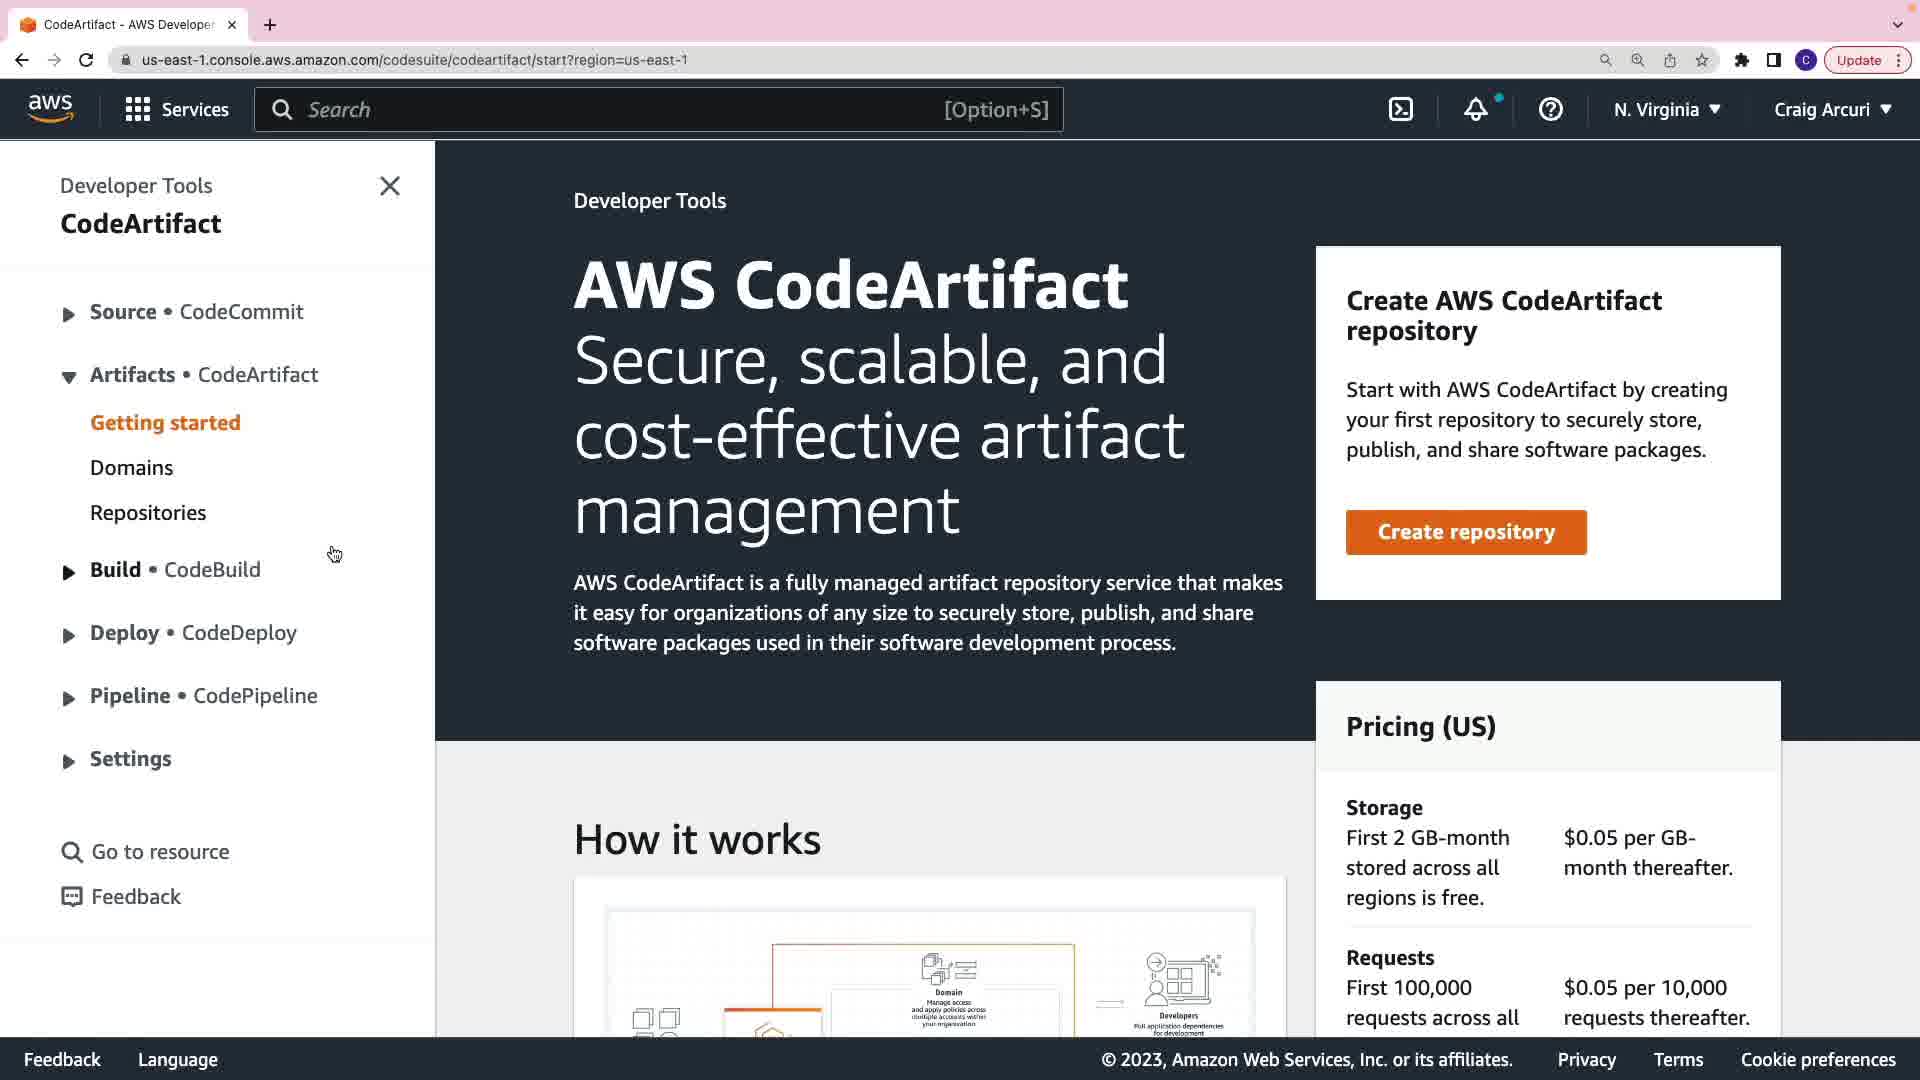 CodeArtifact - AWS Developer
us-east-1.console.aws.amazon.com/codesuite/codeartifact/start?region=us-east-1
C
Update
aws
Services
Search
[Option+S]
N. Virginia
Craig Arcuri
Developer Tools
CodeArtifact
Source • CodeCommit
Artifacts • CodeArtifact
Getting started
Domains
Repositories
Build • CodeBuild
Deploy • CodeDeploy
Pipeline • CodePipeline
Settings
Go to resource
Feedback
Developer Tools
AWS CodeArtifact
Secure, scalable, and
cost-effective artifact
management
AWS CodeArtifact is a fully managed artifact repository service that makes
it easy for organizations of any size to securely store, publish, and share
software packages used in their software development process.
Create AWS CodeArtifact
repository
Start with AWS CodeArtifact by creating
your first repository to securely store,
publish, and share software packages.
Create repository
How it works
Domain
Manage access
and apply policies across
multiple accounts within
your organization
Developers
Pull application dependencies
for development
Pricing (US)
Storage
First 2 GB-month
stored across all
regions is free.
$0.05 per GB-
month thereafter.
Requests
First 100,000
requests across all
$0.05 per 10,000
requests thereafter.
Feedback
Language
© 2023, Amazon Web Services, Inc. or its affiliates.
Privacy
Terms
Cookie preferences